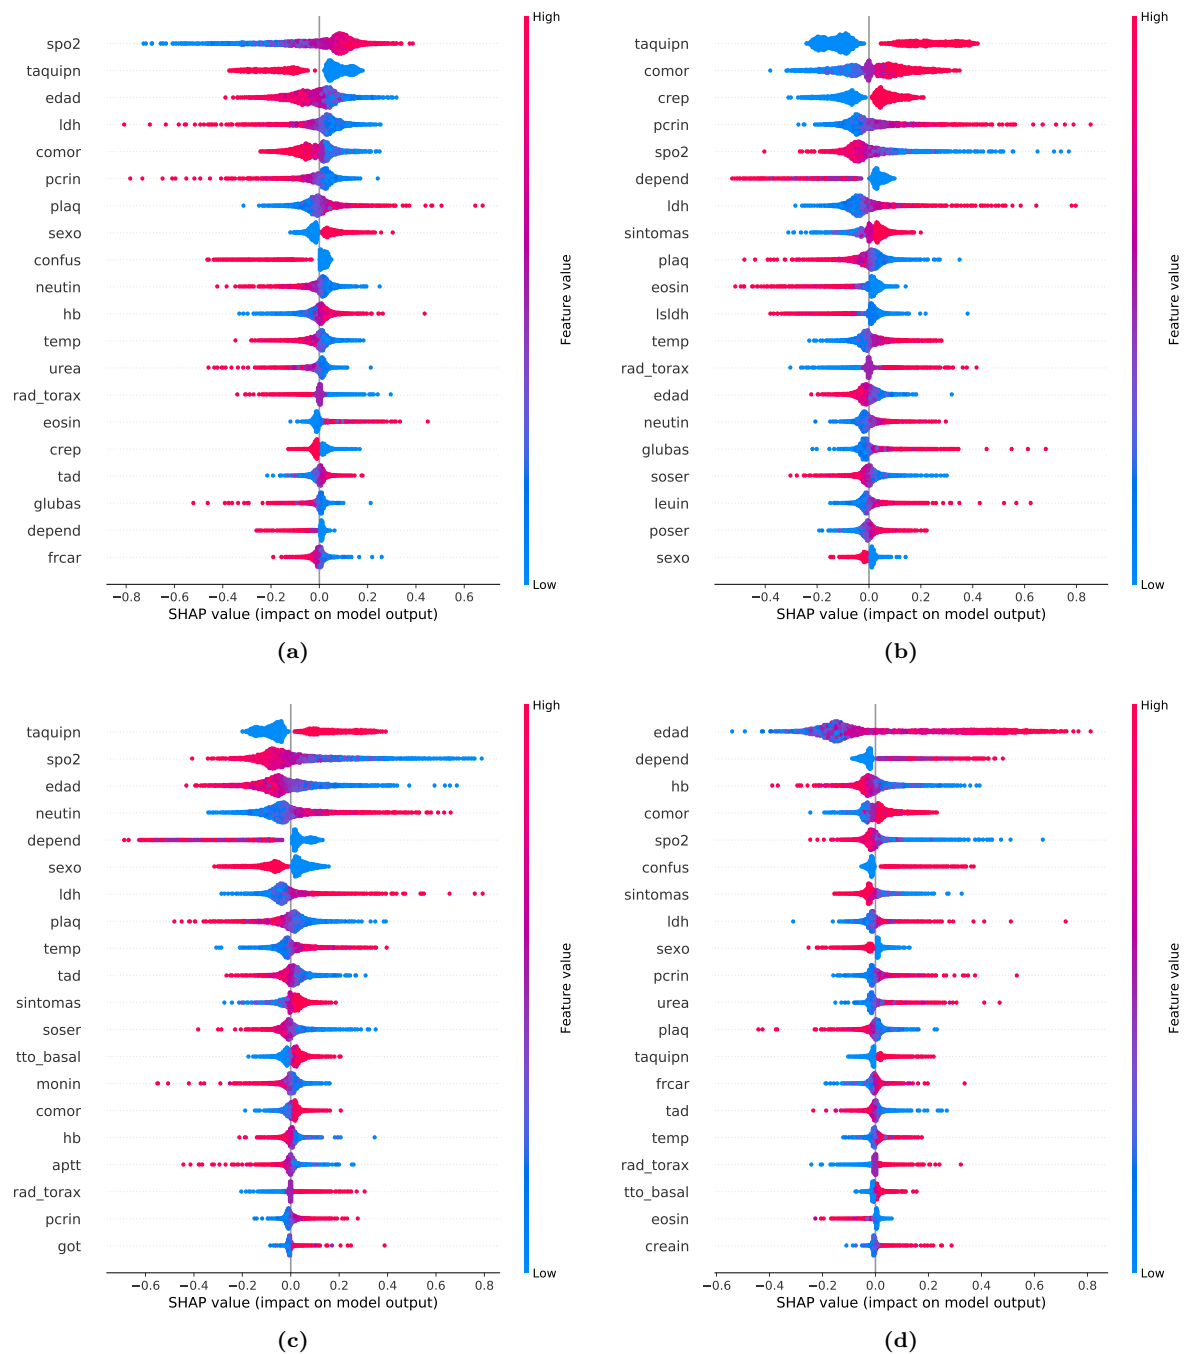 High
spo2
taquipn
edad
ldh
comor
pcrin
plaq
sexo
confus
neutin
hb
temp
urea
rad_torax
eosin
crep
tad
glubas
depend
frcar
Feature value
Low
−0.8 −0.6 −0.4 −0.2 0.0 0.2 0.4 0.6
SHAP value (impact on model output)
(a)
High
taquipn
comor
crep
pcrin
spo2
depend
ldh
sintomas
plaq
eosin
lsldh
temp
rad_torax
edad
neutin
glubas
soser
leuin
poser
sexo
Feature value
Low
−0.4 −0.2 0.0 0.2 0.4 0.6 0.8
SHAP value (impact on model output)
(b)
High
taquipn
spo2
edad
neutin
depend
sexo
ldh
plaq
temp
tad
sintomas
soser
tto_basal
monin
comor
hb
aptt
rad_torax
pcrin
got
Feature value
Low
−0.6 −0.4 −0.2 0.0 0.2 0.4 0.6 0.8
SHAP value (impact on model output)
(c)
High
edad
depend
hb
comor
spo2
confus
sintomas
ldh
sexo
pcrin
urea
plaq
taquipn
frcar
tad
temp
rad_torax
tto_basal
eosin
creain
Feature value
Low
−0.6 −0.4 −0.2 0.0 0.2 0.4 0.6 0.8
SHAP value (impact on model output)
(d)